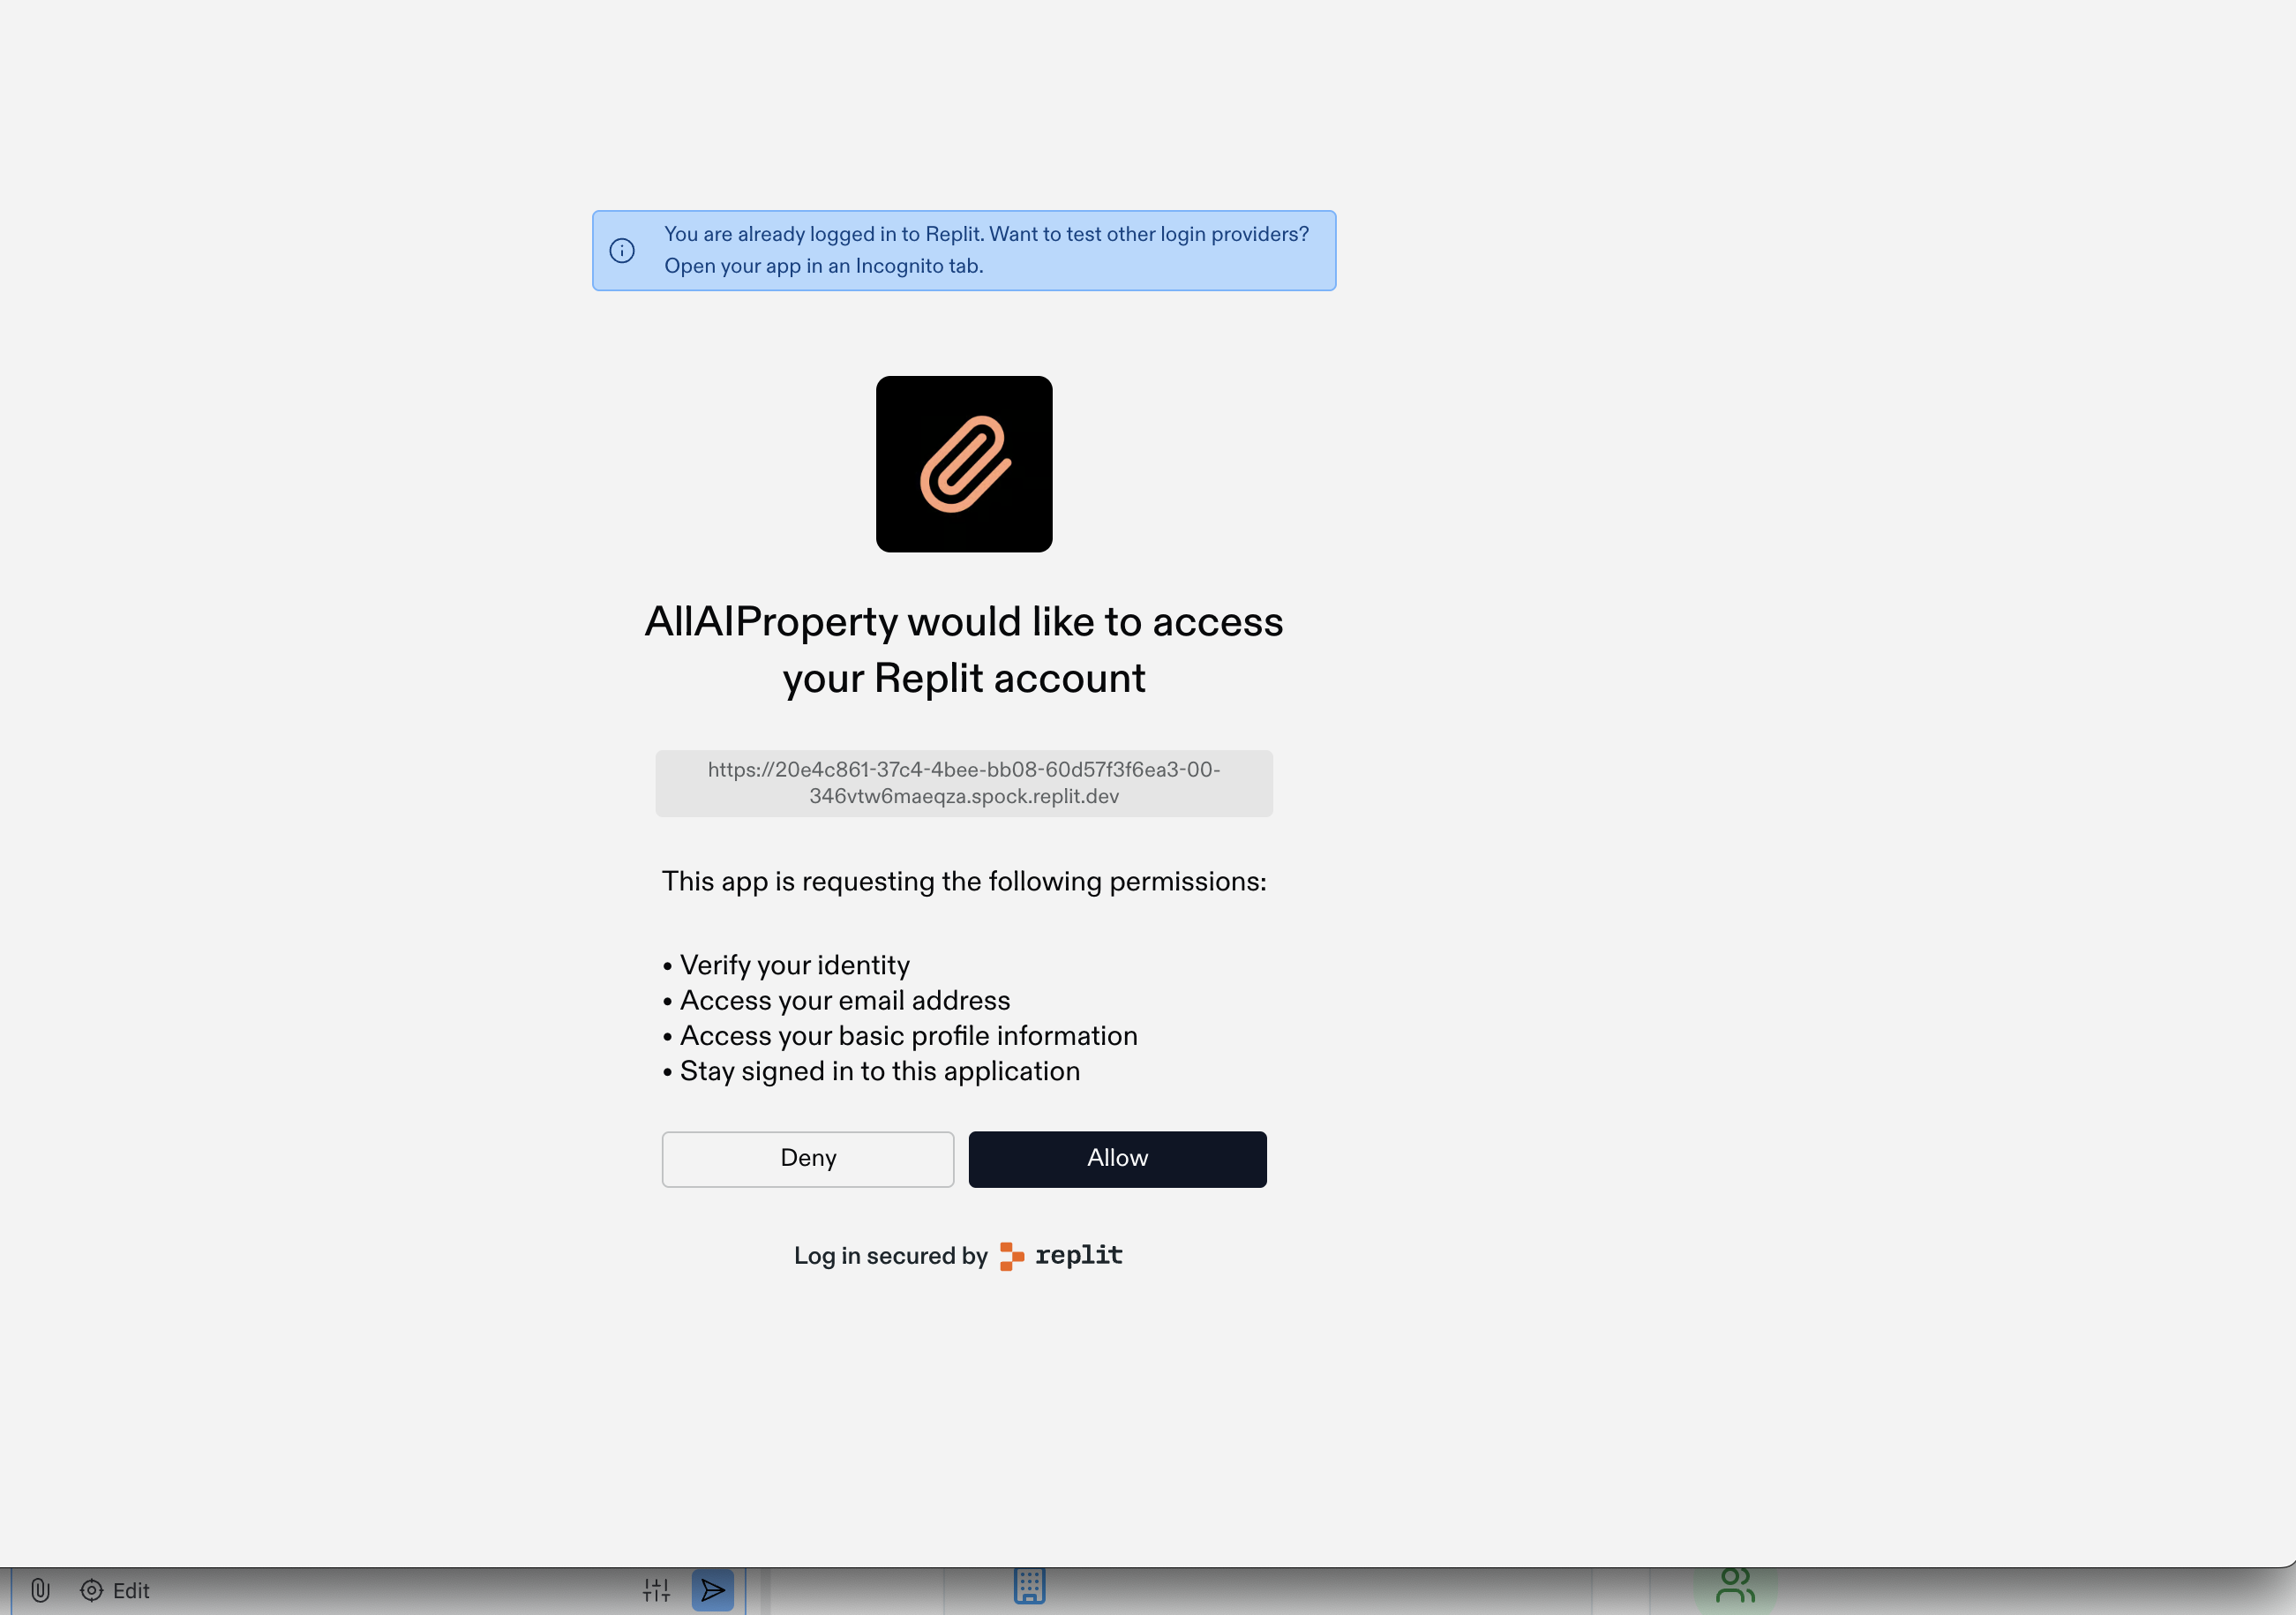 You are already logged in to Replit. Want to test other login providers?
Open your app in an Incognito tab.
AllAIProperty would like to access
your Replit account
https://20e4c861-37c4-4bee-bb08-60d57f3f6ea3-00-
346vtw6maeqza.spock.replit.dev
This app is requesting the following permissions:
• Verify your identity
• Access your email address
• Access your basic profile information
• Stay signed in to this application
Deny
Allow
Log in secured by replit
Edit